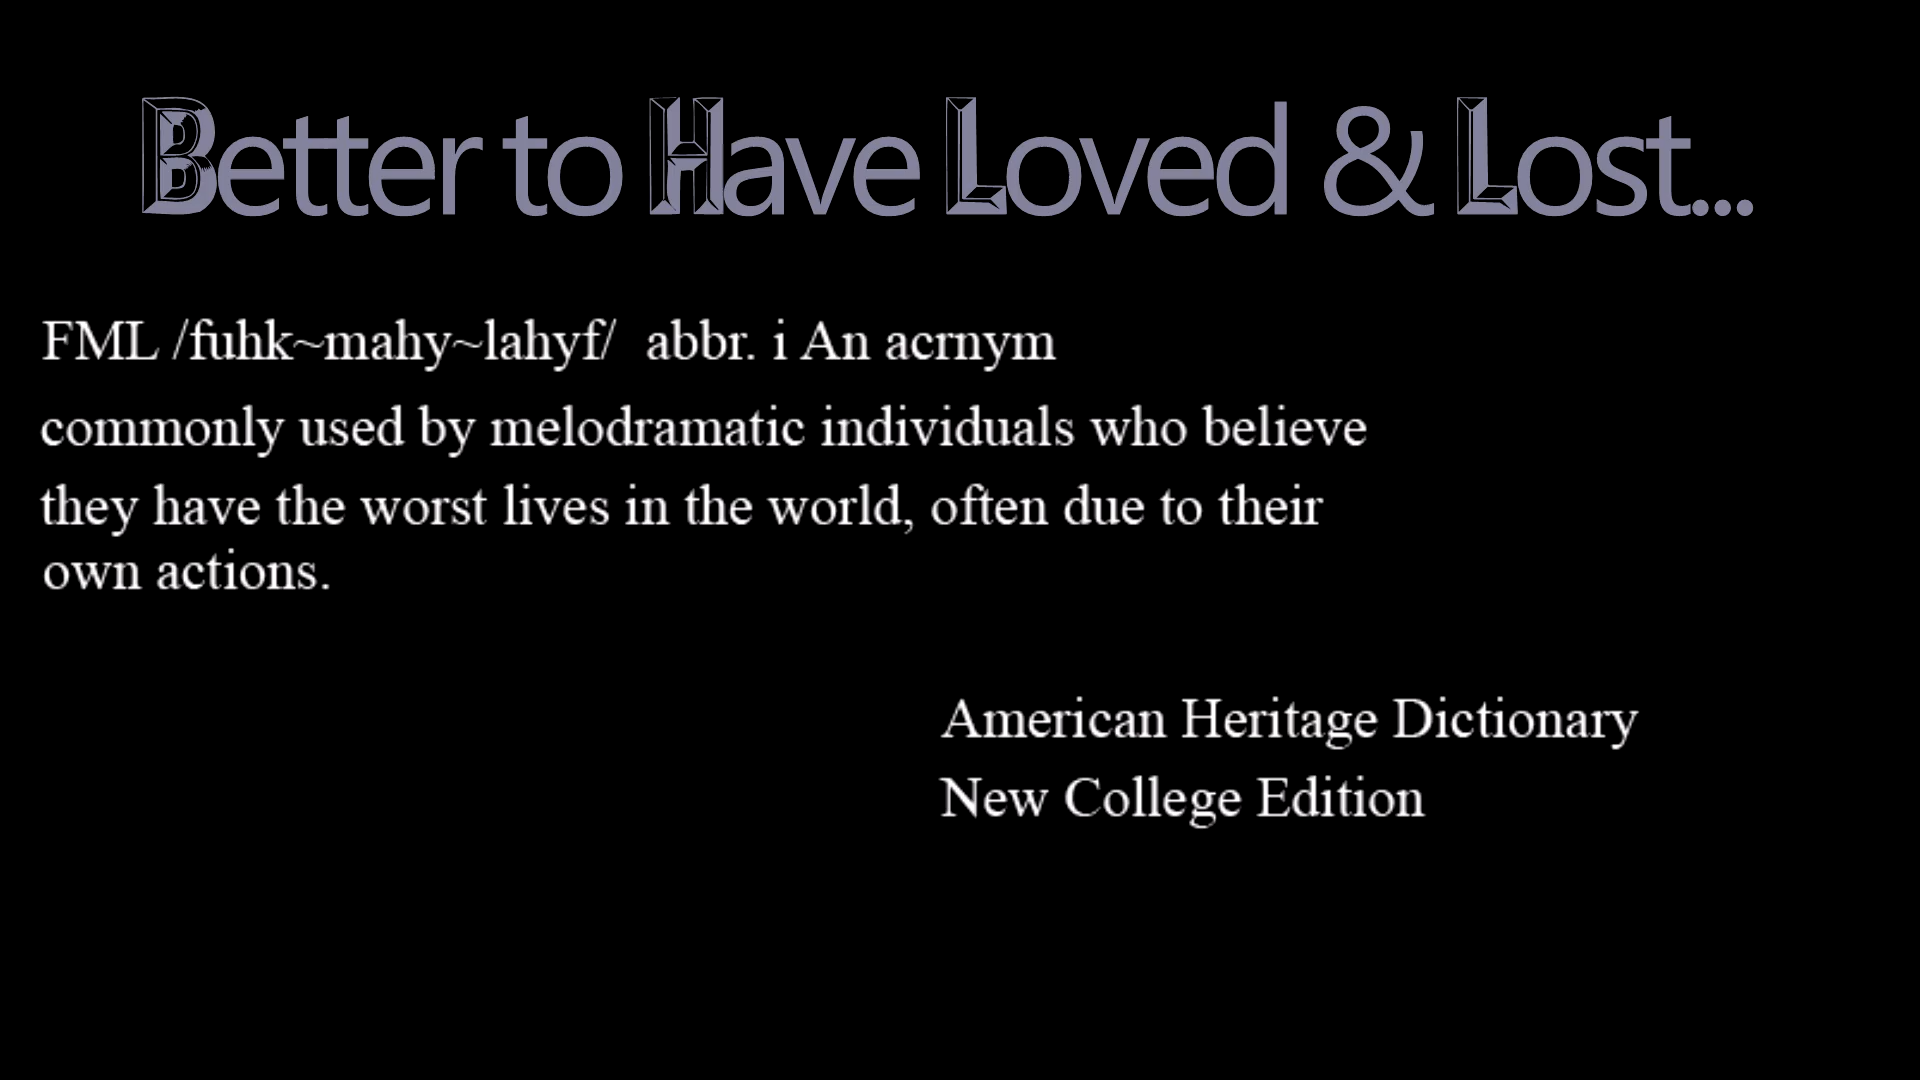 Better to Have Loved & Lost...
FML /fuhk~mahy~lahyf/ abbr. i An acrnym
commonly used by melodramatic individuals who believe
they have the worst lives in the world, often due to their
own actions.
American Heritage Dictionary
New College Edition